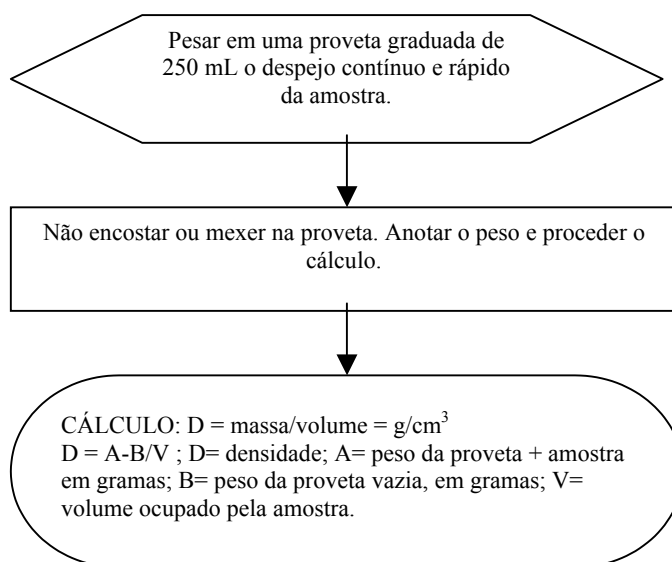 Pesar em uma proveta graduada de
250 mL o despejo contínuo e rápido
da amostra.
Não encostar ou mexer na proveta. Anotar o peso e proceder o
cálculo.
CÁLCULO: D = massa/volume = g/cm³
D = A-B/V ; D= densidade; A= peso da proveta + amostra
em gramas; B= peso da proveta vazia, em gramas; V=
volume ocupado pela amostra.